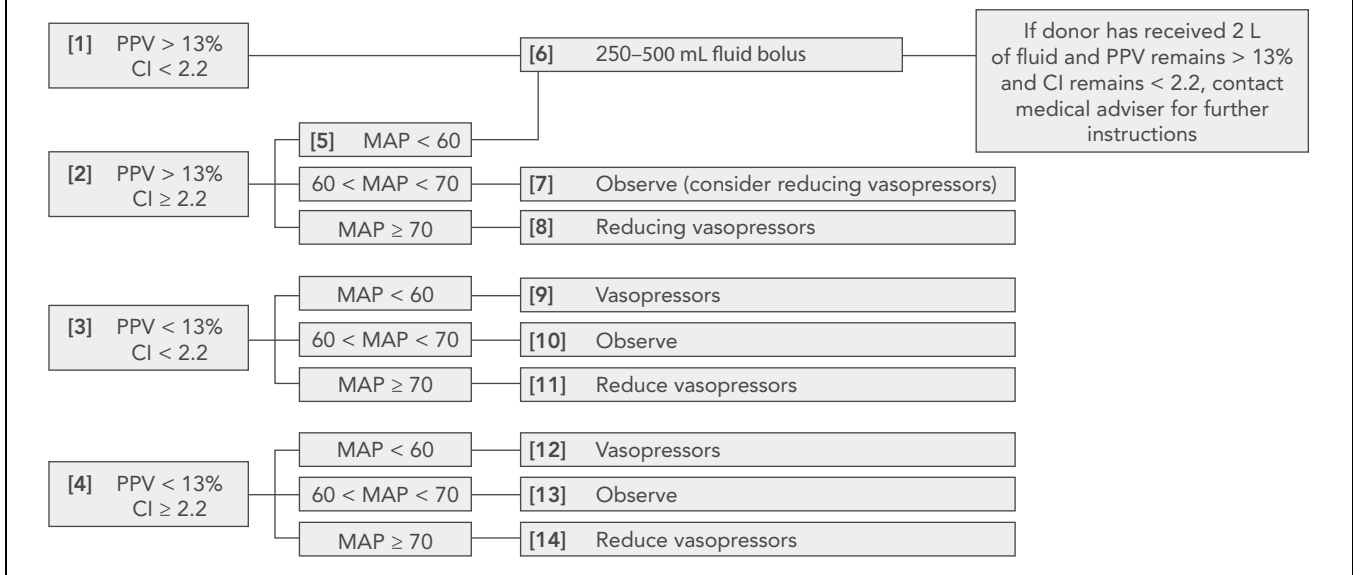 [1] PPV > 13%
CI < 2.2
[6] 250–500 mL fluid bolus
If donor has received 2 L
of fluid and PPV remains > 13%
and CI remains < 2.2, contact
medical adviser for further
instructions
[2] PPV > 13%
CI ≥ 2.2
[5] MAP < 60
60 < MAP < 70
[7] Observe (consider reducing vasopressors)
MAP ≥ 70
[8] Reducing vasopressors
[3] PPV < 13%
CI < 2.2
MAP < 60
[9] Vasopressors
60 < MAP < 70
[10] Observe
MAP ≥ 70
[11] Reduce vasopressors
[4] PPV < 13%
CI ≥ 2.2
MAP < 60
[12] Vasopressors
60 < MAP < 70
[13] Observe
MAP ≥ 70
[14] Reduce vasopressors